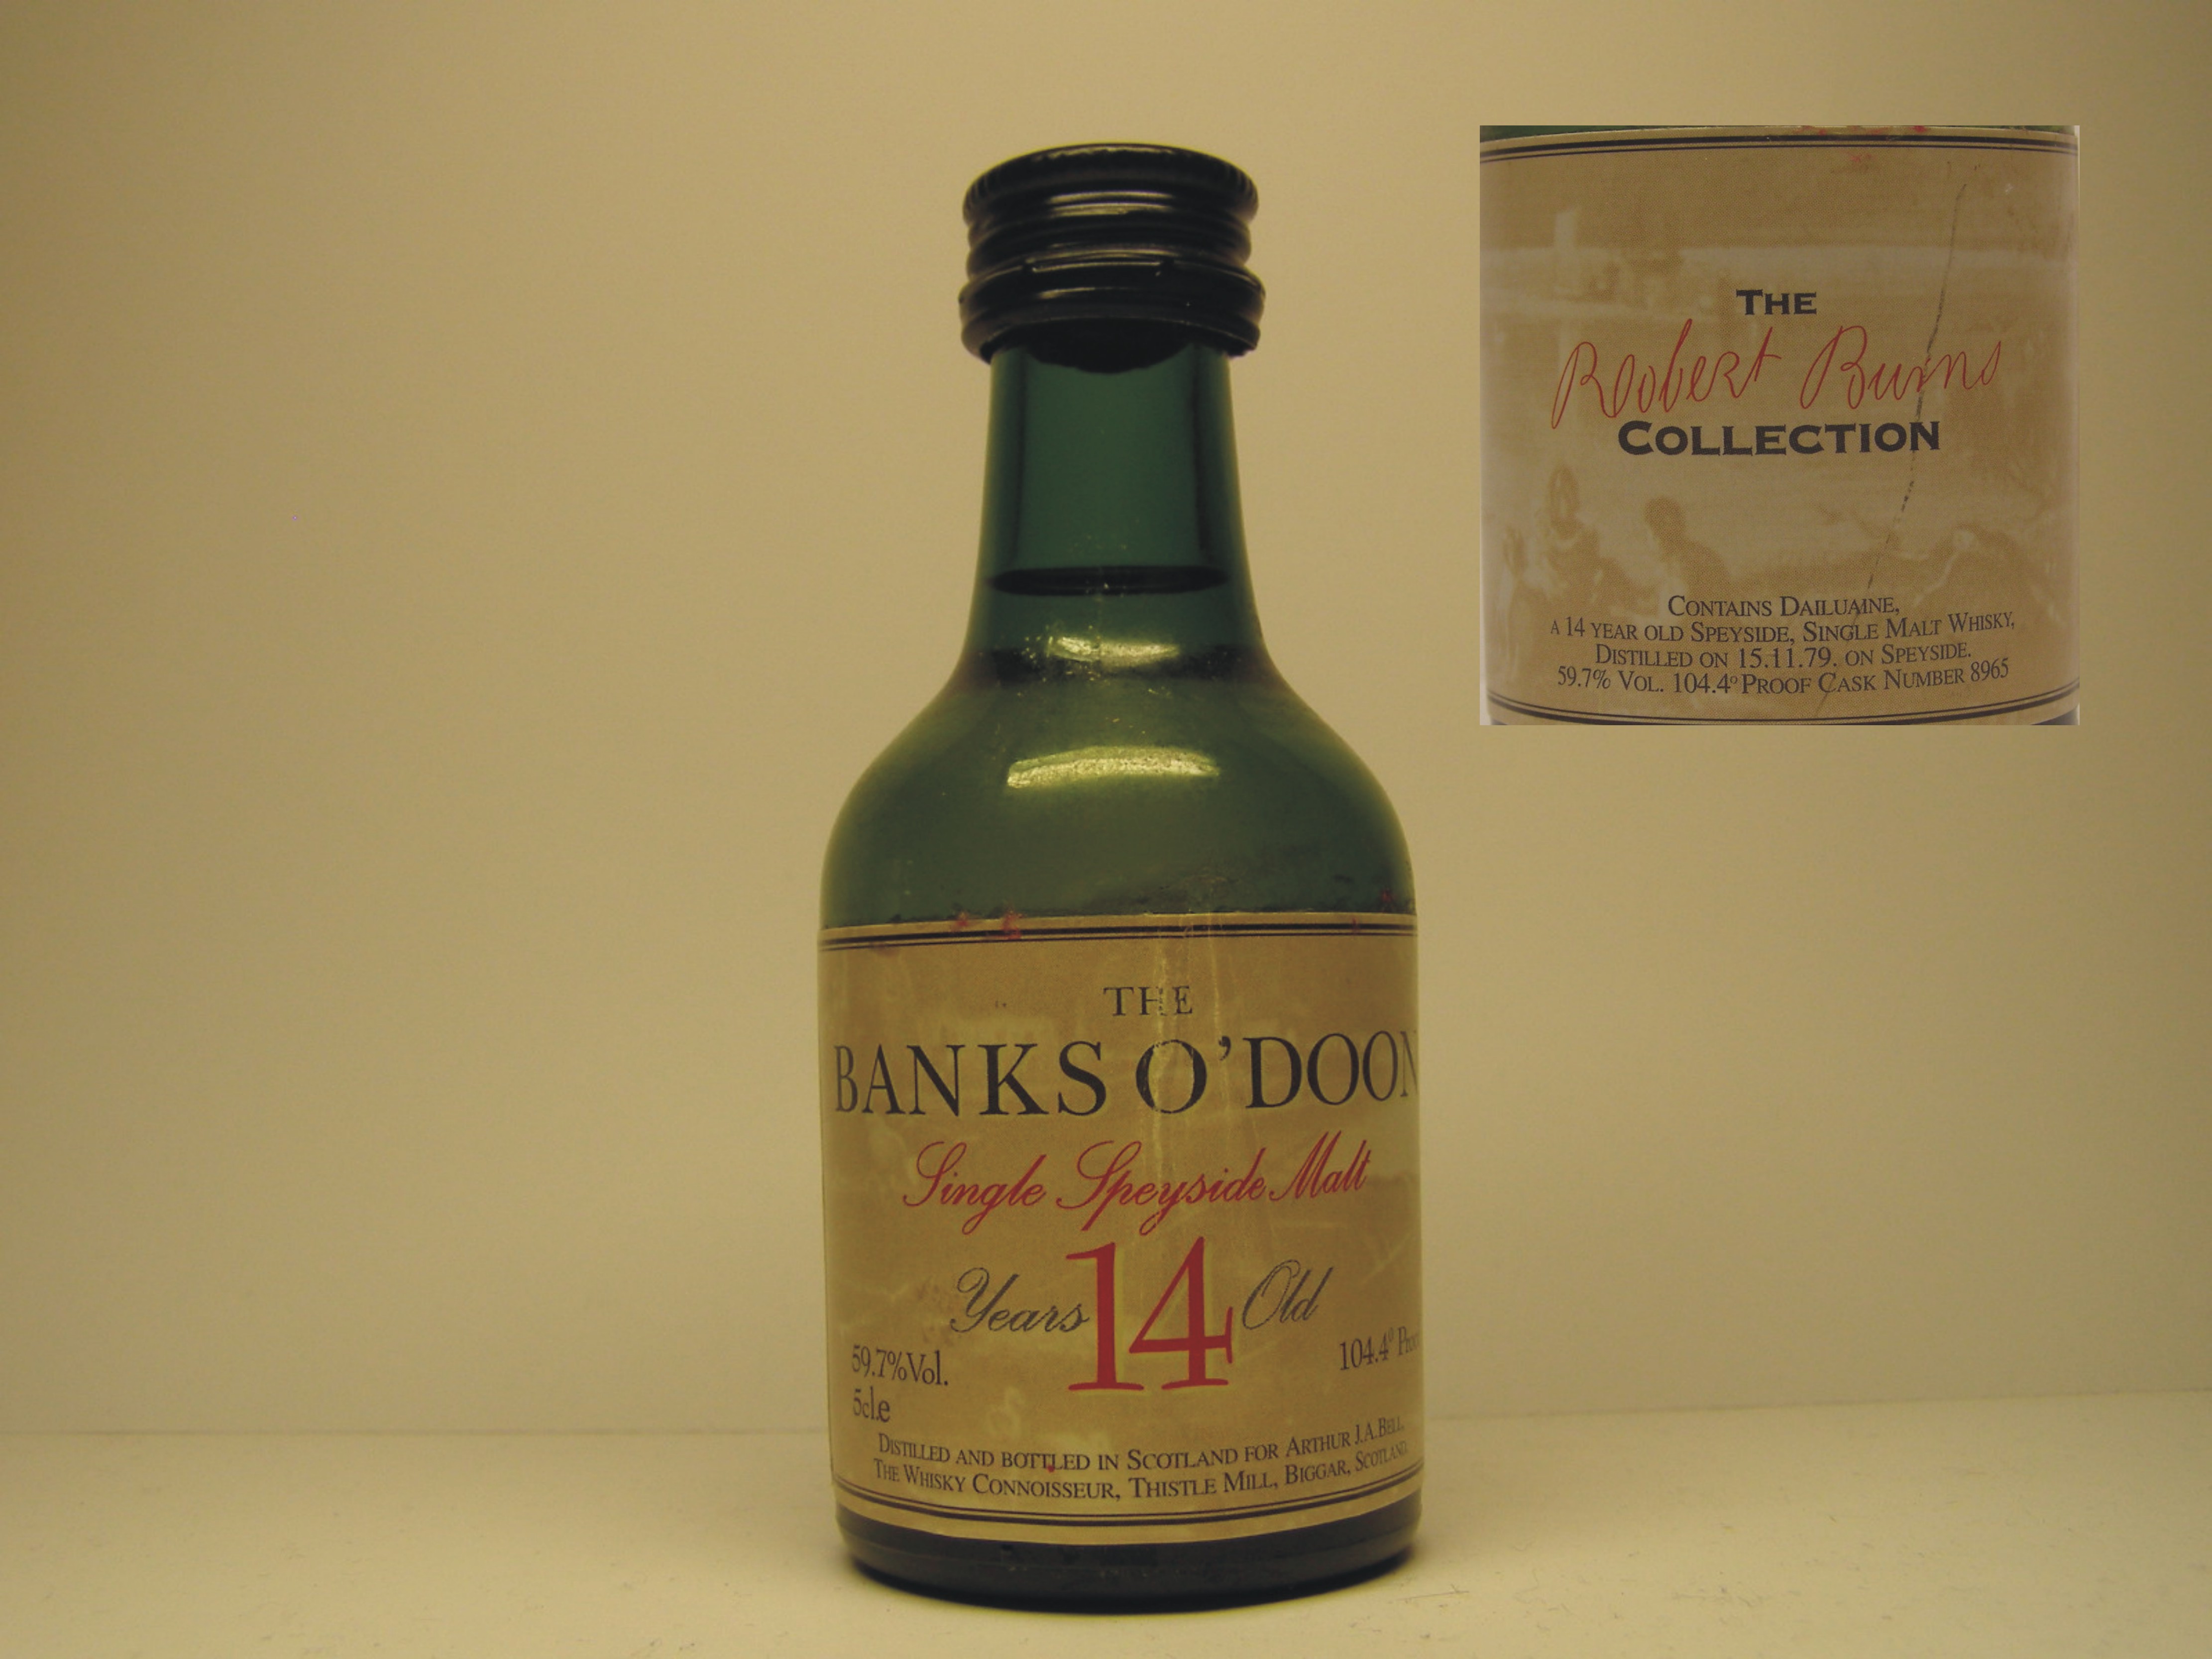 THE
BANKS O'DOON
Single Speyside Malt
Years 14 Old
59.7%Vol.
104.4° Proo
5cl.e
DISTILLED AND BOTTLED IN SCOTLAND FOR ARTHUR J.A.BELL.
THE WHISKY CONNOISSEUR, THISTLE MILL, BIGGAR, SCOTLAND.
THE
Robert Burns
COLLECTION
CONTAINS DAILUAINE,
A 14 YEAR OLD SPEYSIDE, SINGLE MALT WHISKY,
DISTILLED ON 15.11.79. ON SPEYSIDE.
59.7% VOL. 104.4° PROOF CASK NUMBER 8965